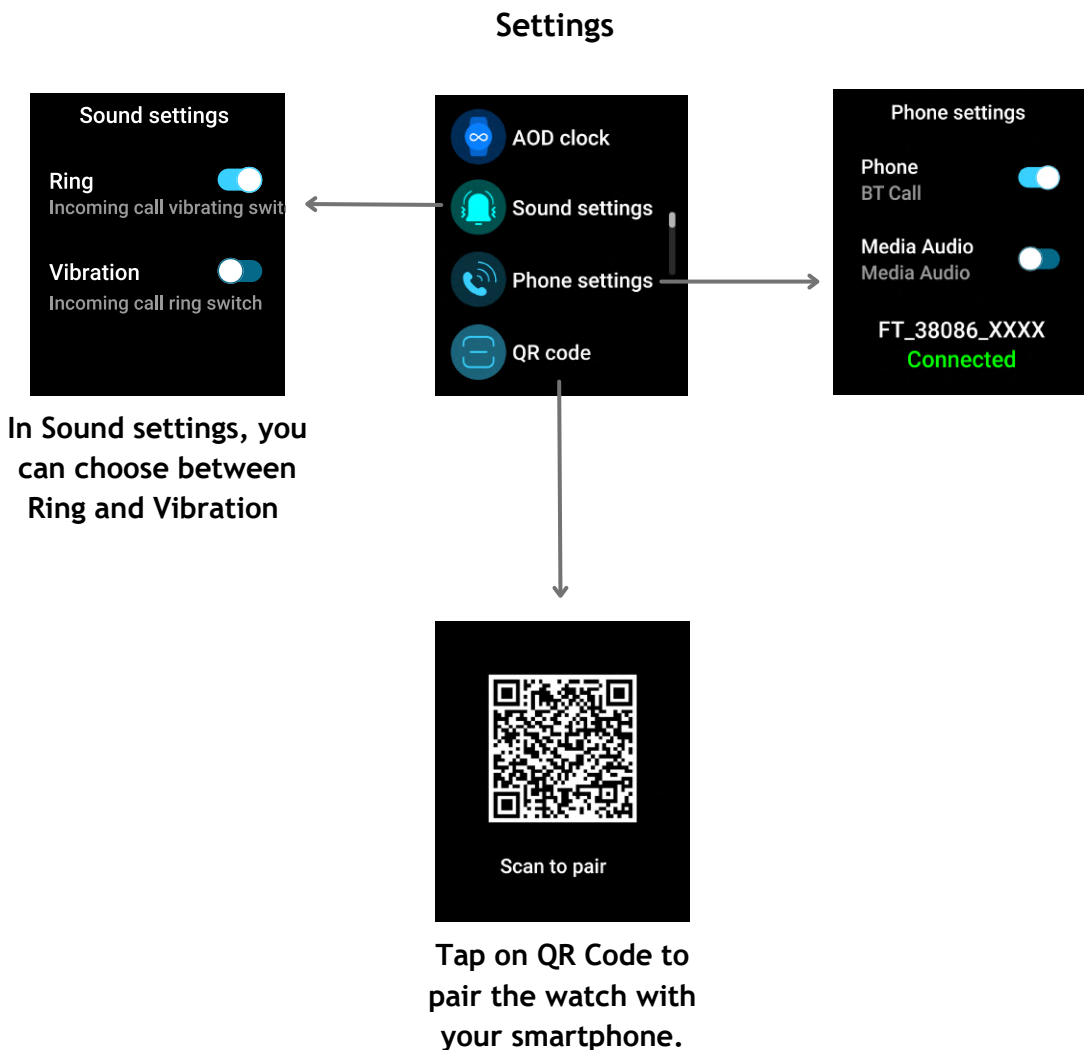 Settings
Sound settings
Ring
Incoming call vibrating swit
Vibration
Incoming call ring switch
In Sound settings, you
can choose between
Ring and Vibration
AOD clock
Sound settings
Phone settings
QR code
Phone settings
Phone
BT Call
Media Audio
Media Audio
FT_38086_XXXX
Connected
Scan to pair
Tap on QR Code to
pair the watch with
your smartphone.